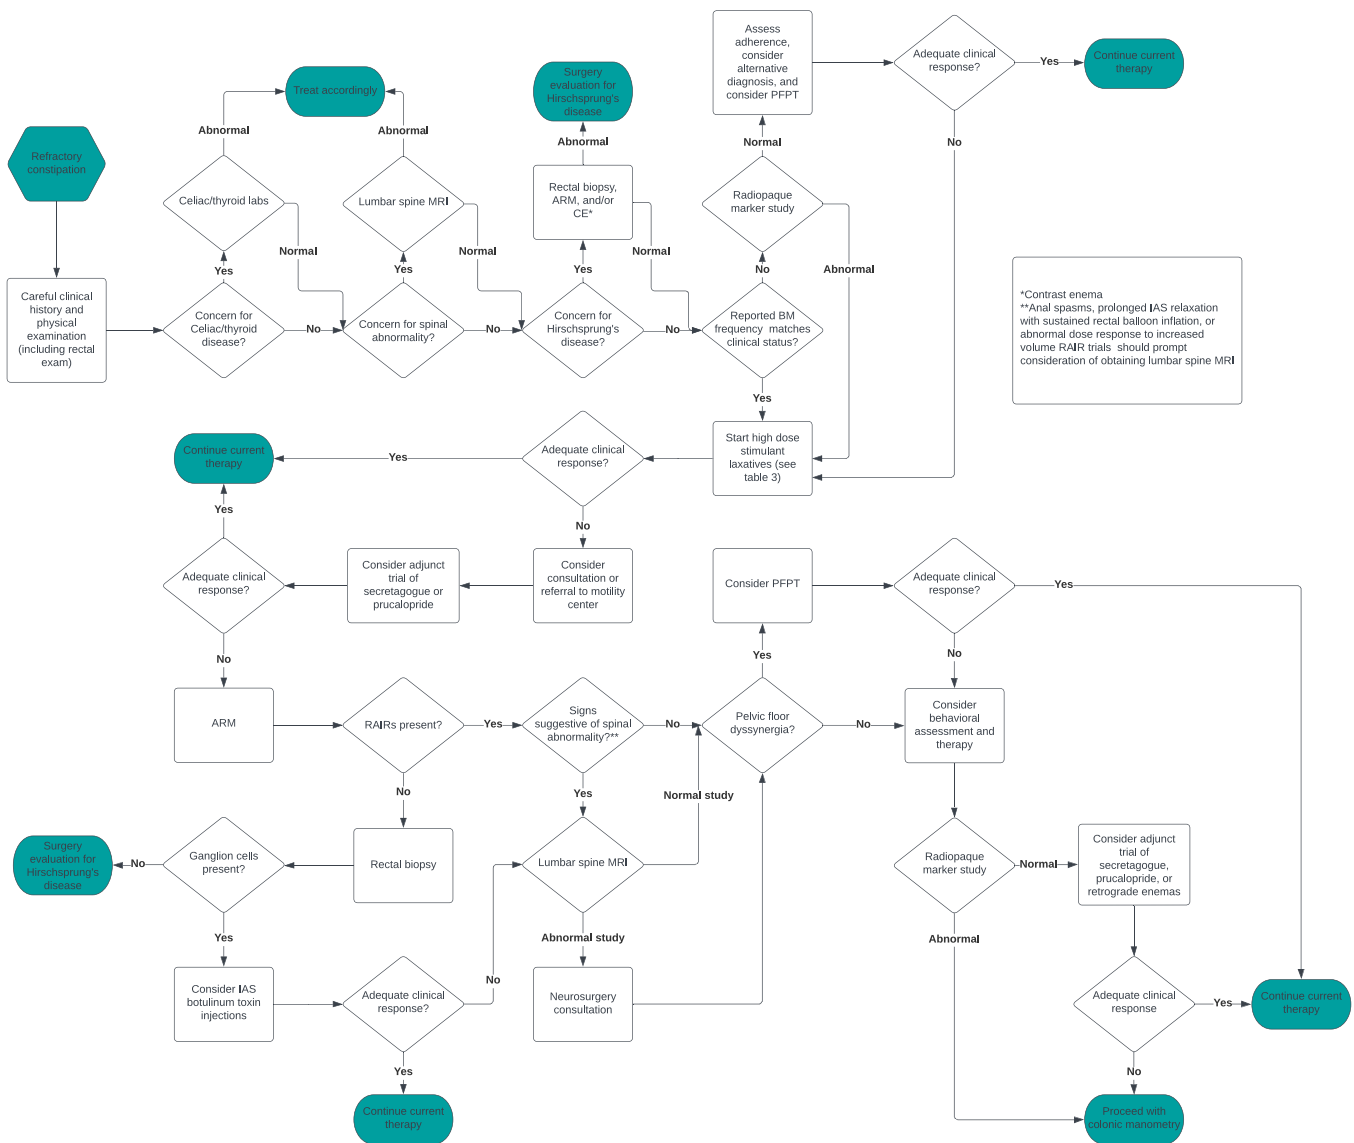 Assess
adherence,
consider
alternative
diagnosis, and
consider PFPT
Adequate clinical
response?
Yes
Continue current
therapy
Surgery
evaluation for
Hirschsprung's
disease
Treat accordingly
Abnormal
Abnormal
Abnormal
Normal
No
Refractory
constipation
Celiac/thyroid labs
Lumbar spine MRI
Rectal biopsy,
ARM, and/or
CE*
Radiopaque
marker study
Normal
Normal
Normal
Abnormal
Yes
Yes
Yes
No
Careful clinical
history and
physical
examination
(including rectal
exam)
Concern for
Celiac/thyroid
disease?
No
Concern for spinal
abnormality?
No
Concern for
Hirschsprung's
disease?
No
Reported BM
frequency matches
clinical status?
*Contrast enema
**Anal spasms, prolonged IAS relaxation
with sustained rectal balloon inflation, or
abnormal dose response to increased
volume RAIR trials should prompt
consideration of obtaining lumbar spine MRI
Yes
Continue current
therapy
Yes
Adequate clinical
response?
Start high dose
stimulant
laxatives (see
table 3)
Yes
No
Adequate clinical
response?
Consider adjunct
trial of
secretagogue or
prucalopride
Consider
consultation or
referral to motility
center
Consider PFPT
Adequate clinical
response?
Yes
No
Yes
No
ARM
RAIRs present?
Yes
Signs
suggestive of spinal
abnormality?**
No
Pelvic floor
dyssynergia?
No
Consider
behavioral
assessment and
therapy
No
Yes
Normal study
Surgery
evaluation for
Hirschsprung's
disease
No
Ganglion cells
present?
Rectal biopsy
Lumbar spine MRI
Radiopaque
marker study
Normal
Consider adjunct
trial of
secretagogue,
prucalopride, or
retrograde enemas
Yes
Abnormal study
Abnormal
No
Consider IAS
botulinum toxin
injections
Adequate clinical
response?
Neurosurgery
consultation
Adequate clinical
response
Yes
Continue current
therapy
Yes
No
Continue current
therapy
Proceed with
colonic manometry